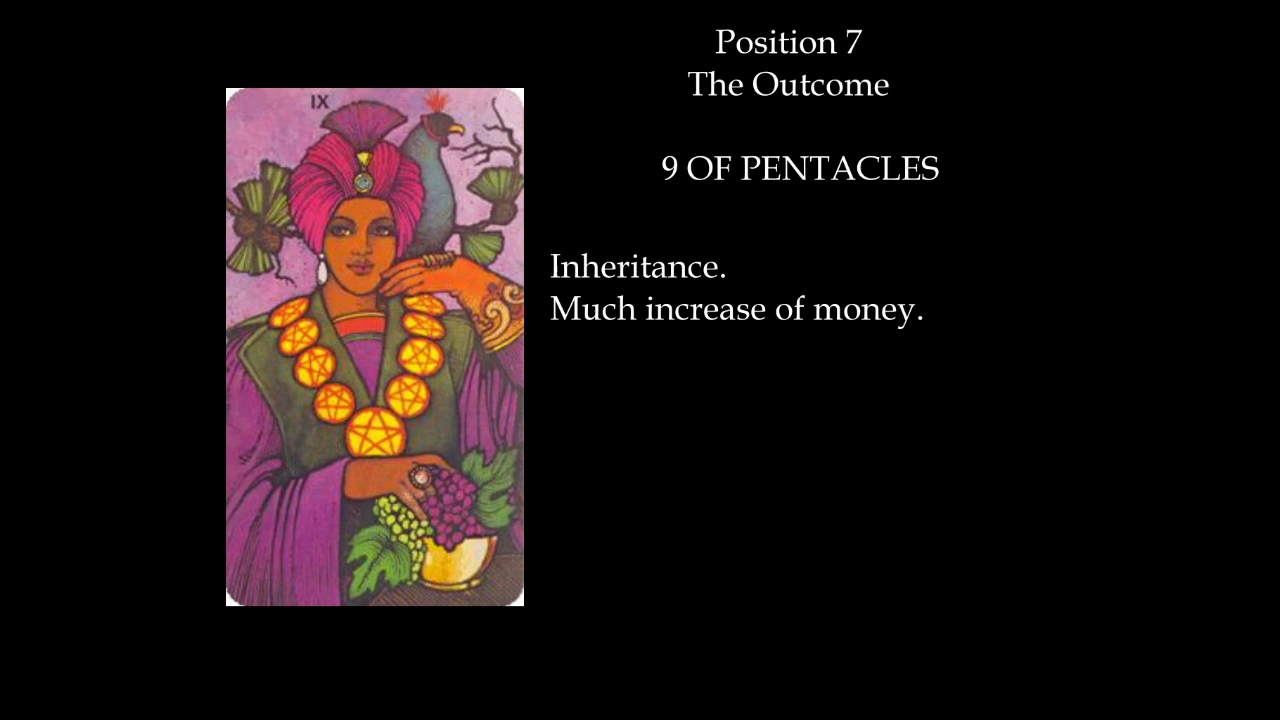 Position 7
The Outcome
IX
9 OF PENTACLES
Inheritance.
Much increase of money.